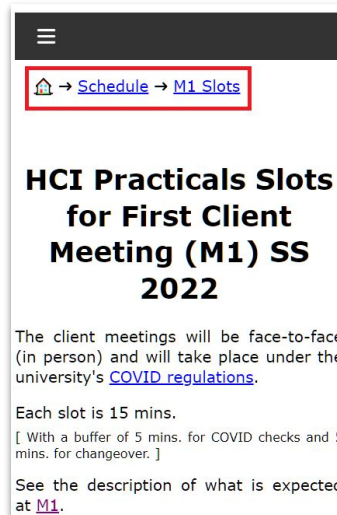 → Schedule → M1 Slots
HCI Practicals Slots
for First Client
Meeting (M1) SS
2022
The client meetings will be face-to-face
(in person) and will take place under the
university's COVID regulations.
Each slot is 15 mins.
[ With a buffer of 5 mins. for COVID checks and 5
mins. for changeover. ]
See the description of what is expected
at M1.